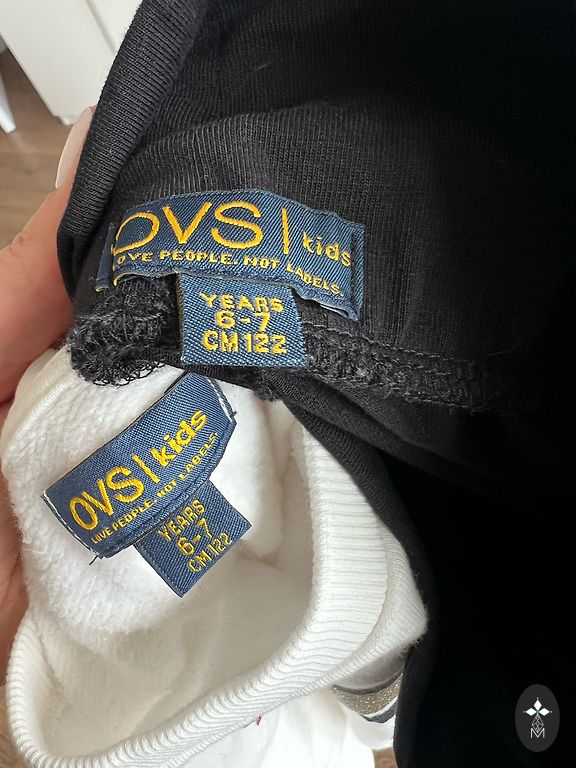 OVS | kids
LOVE PEOPLE. NOT LABELS.
YEARS
6-7
CM 122
OVS | kids
LOVE PEOPLE. NOT LABELS.
YEARS
6-7
CM 122
M